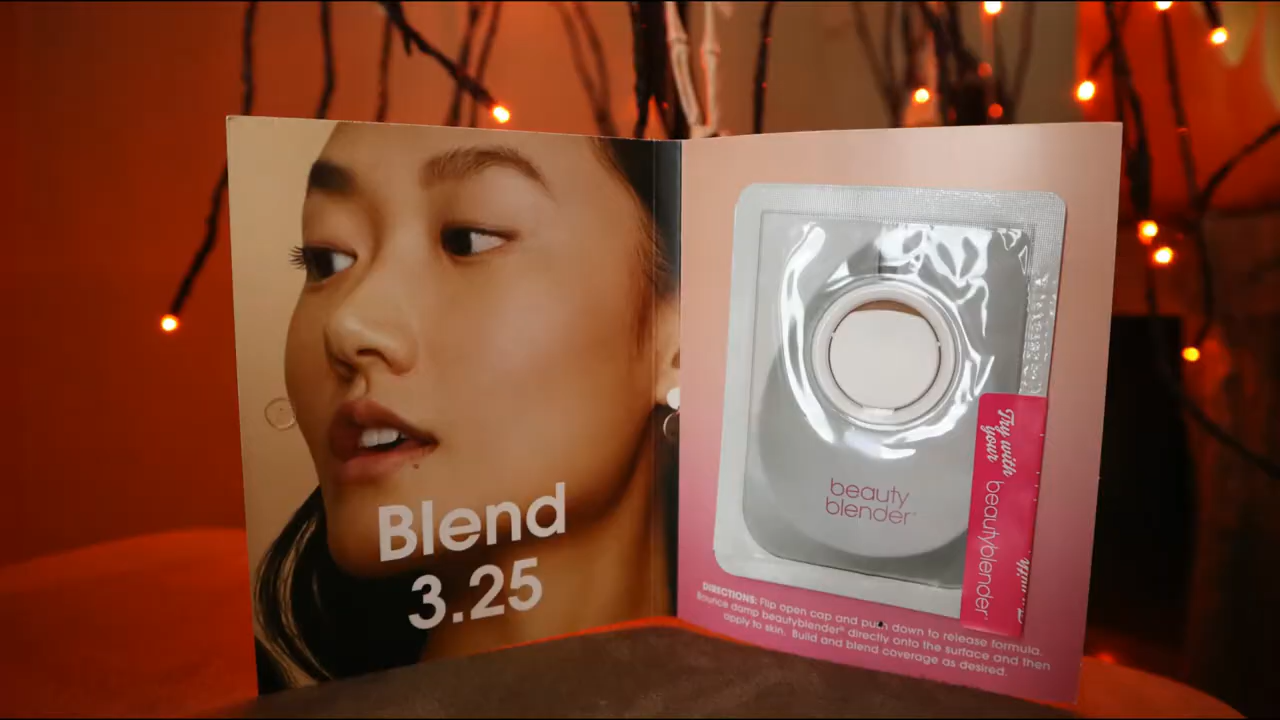 Blend
3.25
beauty
blender®
Try with
your beautyblender®
DIRECTIONS: Flip open cap and push down to release formula.
Bounce damp beautyblender® directly onto the surface and then
apply to skin. Build and blend coverage as desired.